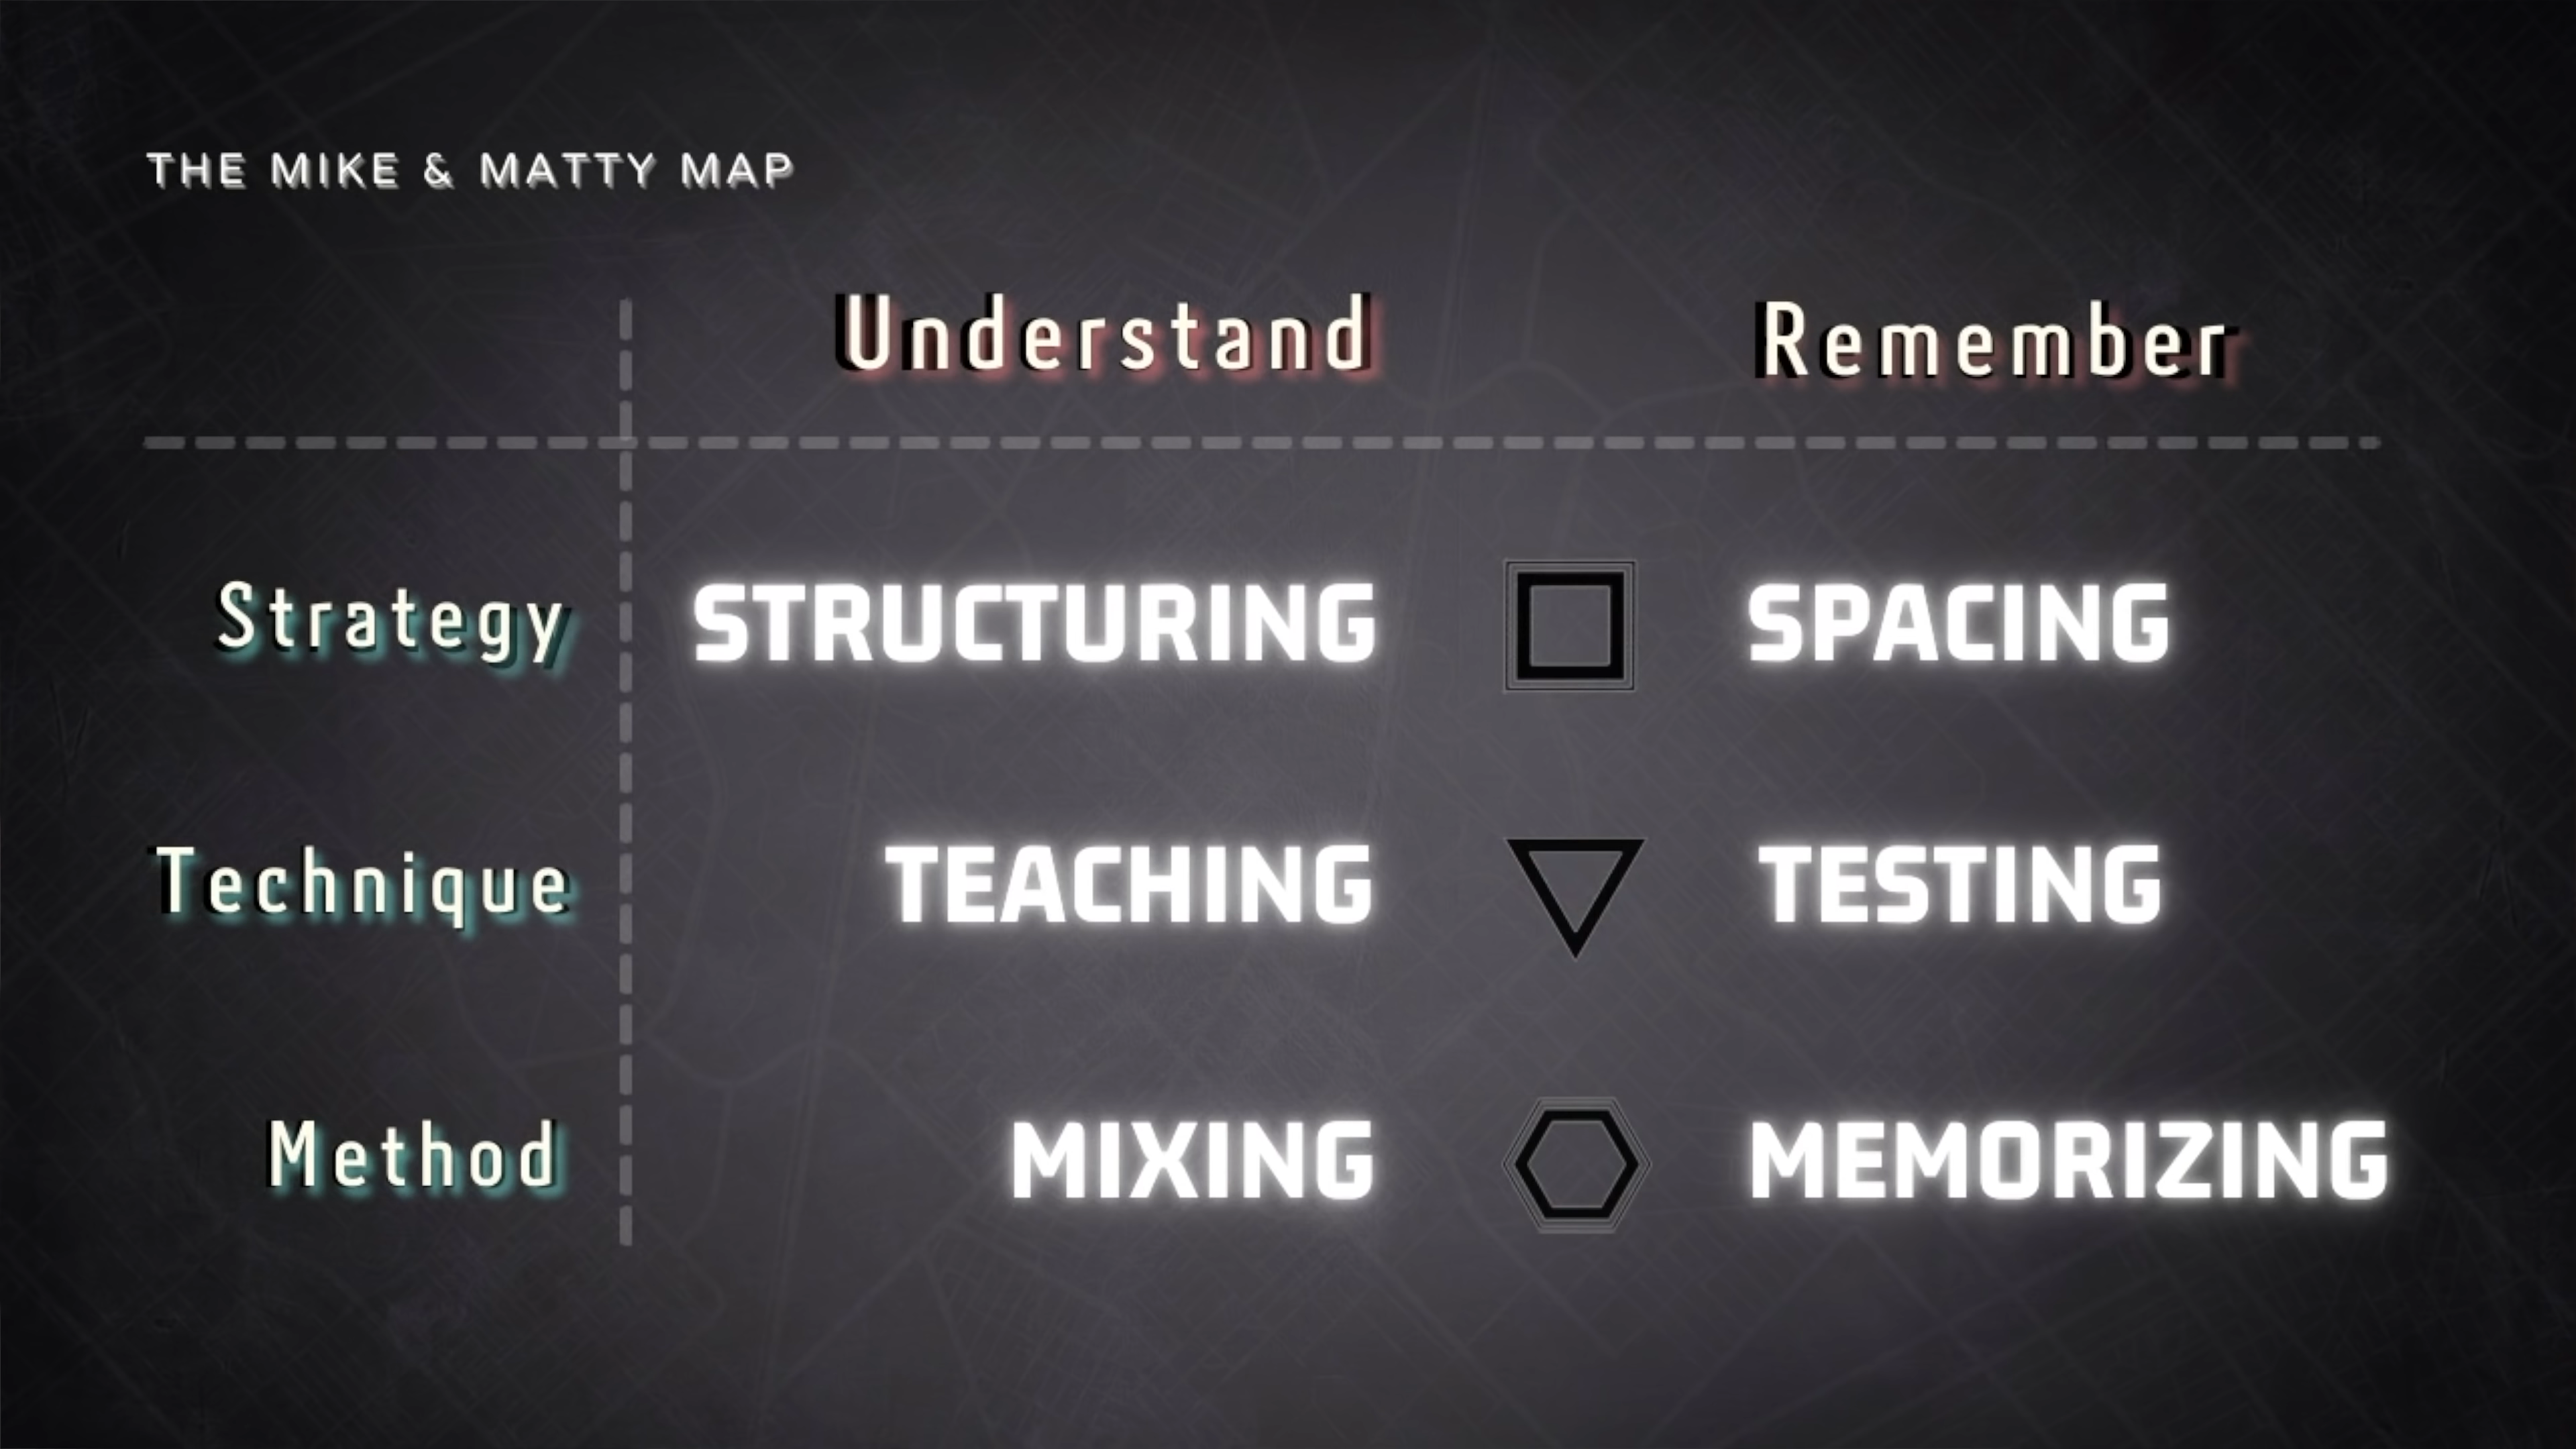 THE MIKE & MATTY MAP
Understand Remember
Strategy STRUCTURING SPACING
Technique TEACHING TESTING
Method MIXING MEMORIZING